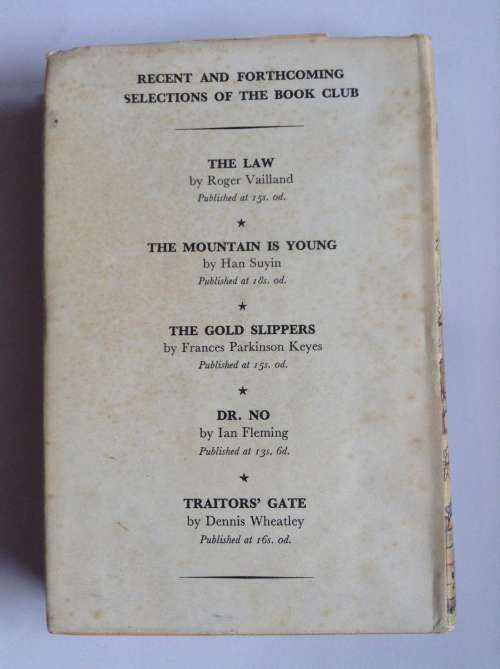 RECENT AND FORTHCOMING
SELECTIONS OF THE BOOK CLUB
THE LAW
by Roger Vailland
Published at 15s. 0d.
★
THE MOUNTAIN IS YOUNG
by Han Suyin
Published at 18s. 0d.
★
THE GOLD SLIPPERS
by Frances Parkinson Keyes
Published at 15s. 0d.
★
DR. NO
by Ian Fleming
Published at 13s. 6d.
★
TRAITORS' GATE
by Dennis Wheatley
Published at 16s. 0d.